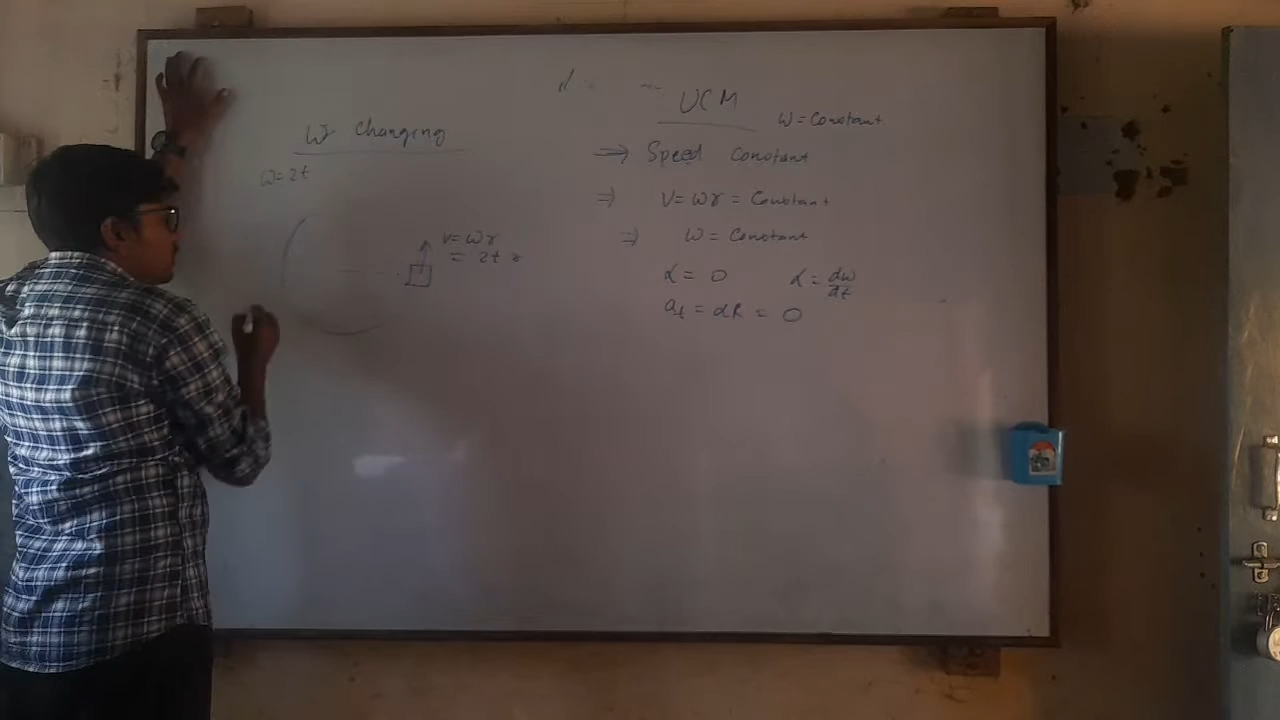 ω Changing
ω=2t
v=ωr
= 2t r
UCM
ω=Constant
⇒ Speed Constant
⇒ V=ωr = Constant
⇒ ω = Constant
α = 0 α = dω/dt
at = αR = 0